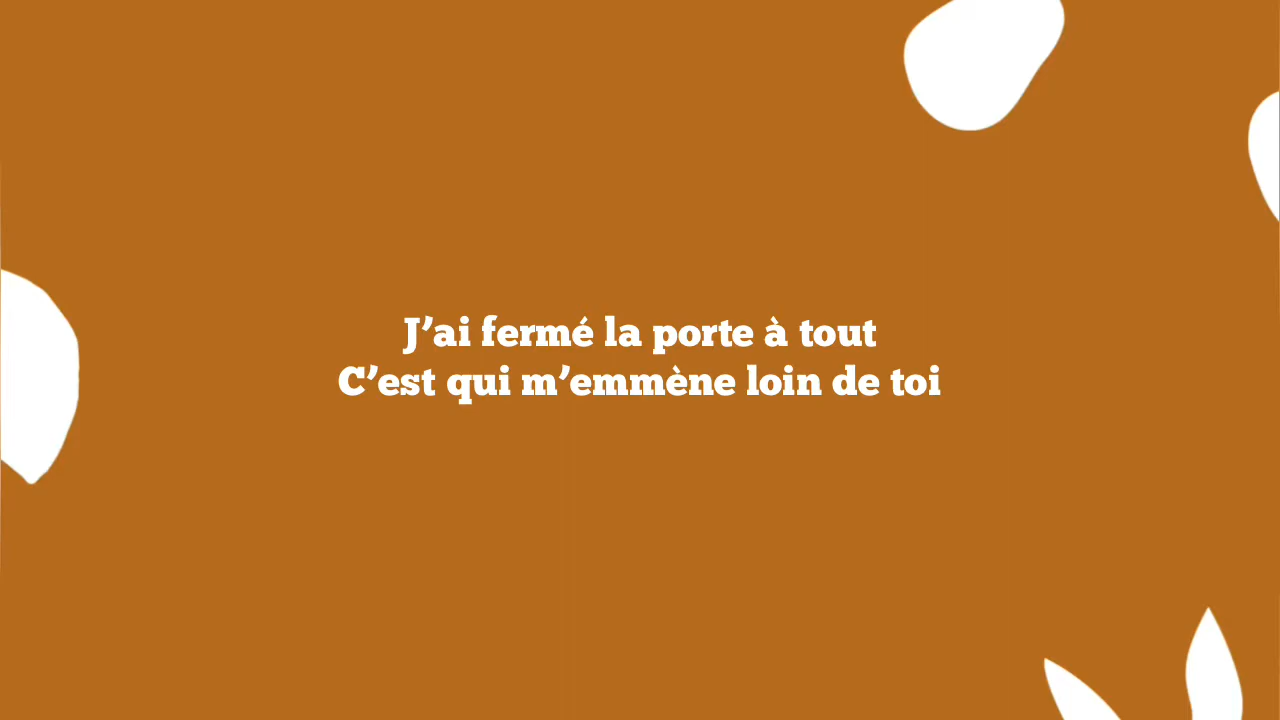 J’ai fermé la porte à tout
C’est qui m’emmène loin de toi